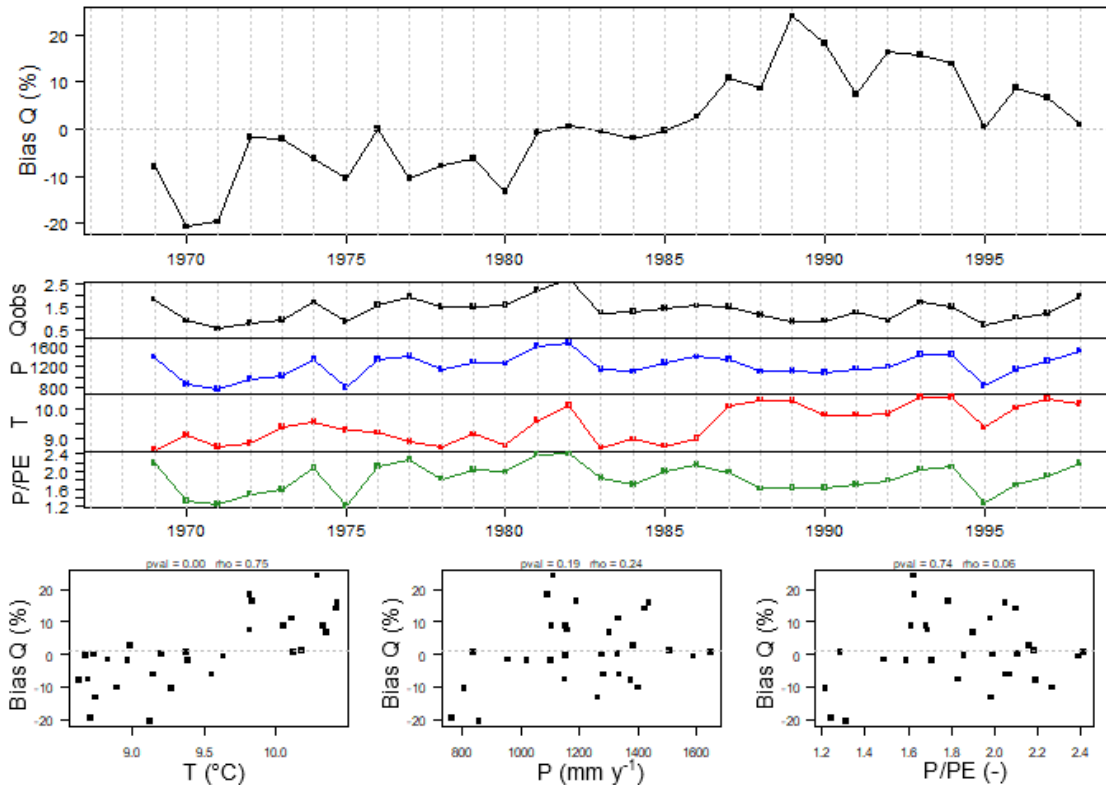 Bias Q (%)
20
10
0
-10
-20
1970 1975 1980 1985 1990 1995
Qobs
2.5
1.5
0.5
P
1600
1200
800
T
10.0
9.0
P/PE
2.4
2.0
1.6
1.2
1970 1975 1980 1985 1990 1995
pval = 0.00 rho = 0.75
Bias Q (%)
20
10
0
-10
-20
9.0 9.5 10.0
T (°C)
pval = 0.19 rho = 0.24
Bias Q (%)
20
10
0
-10
-20
800 1000 1200 1400 1600
P (mm y⁻¹)
pval = 0.74 rho = 0.06
Bias Q (%)
20
10
0
-10
-20
1.2 1.4 1.6 1.8 2.0 2.2 2.4
P/PE (-)